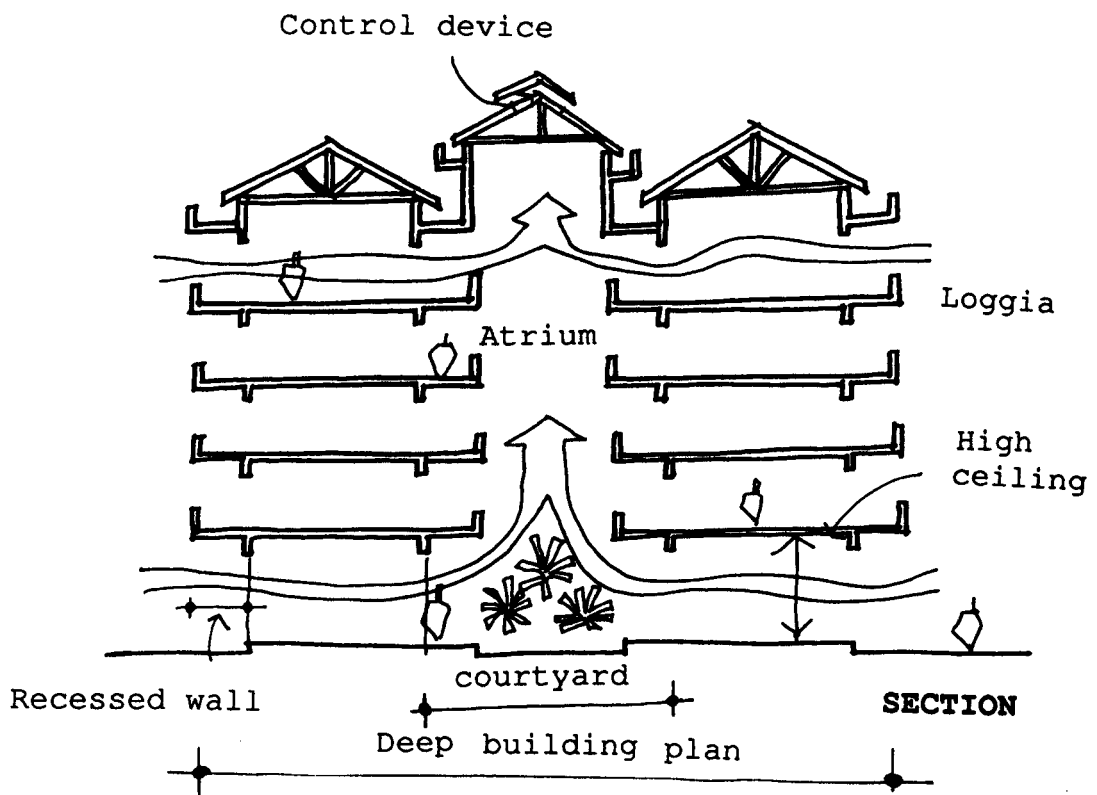 Control device
Loggia
Atrium
High
ceiling
courtyard
Recessed wall
SECTION
Deep building plan